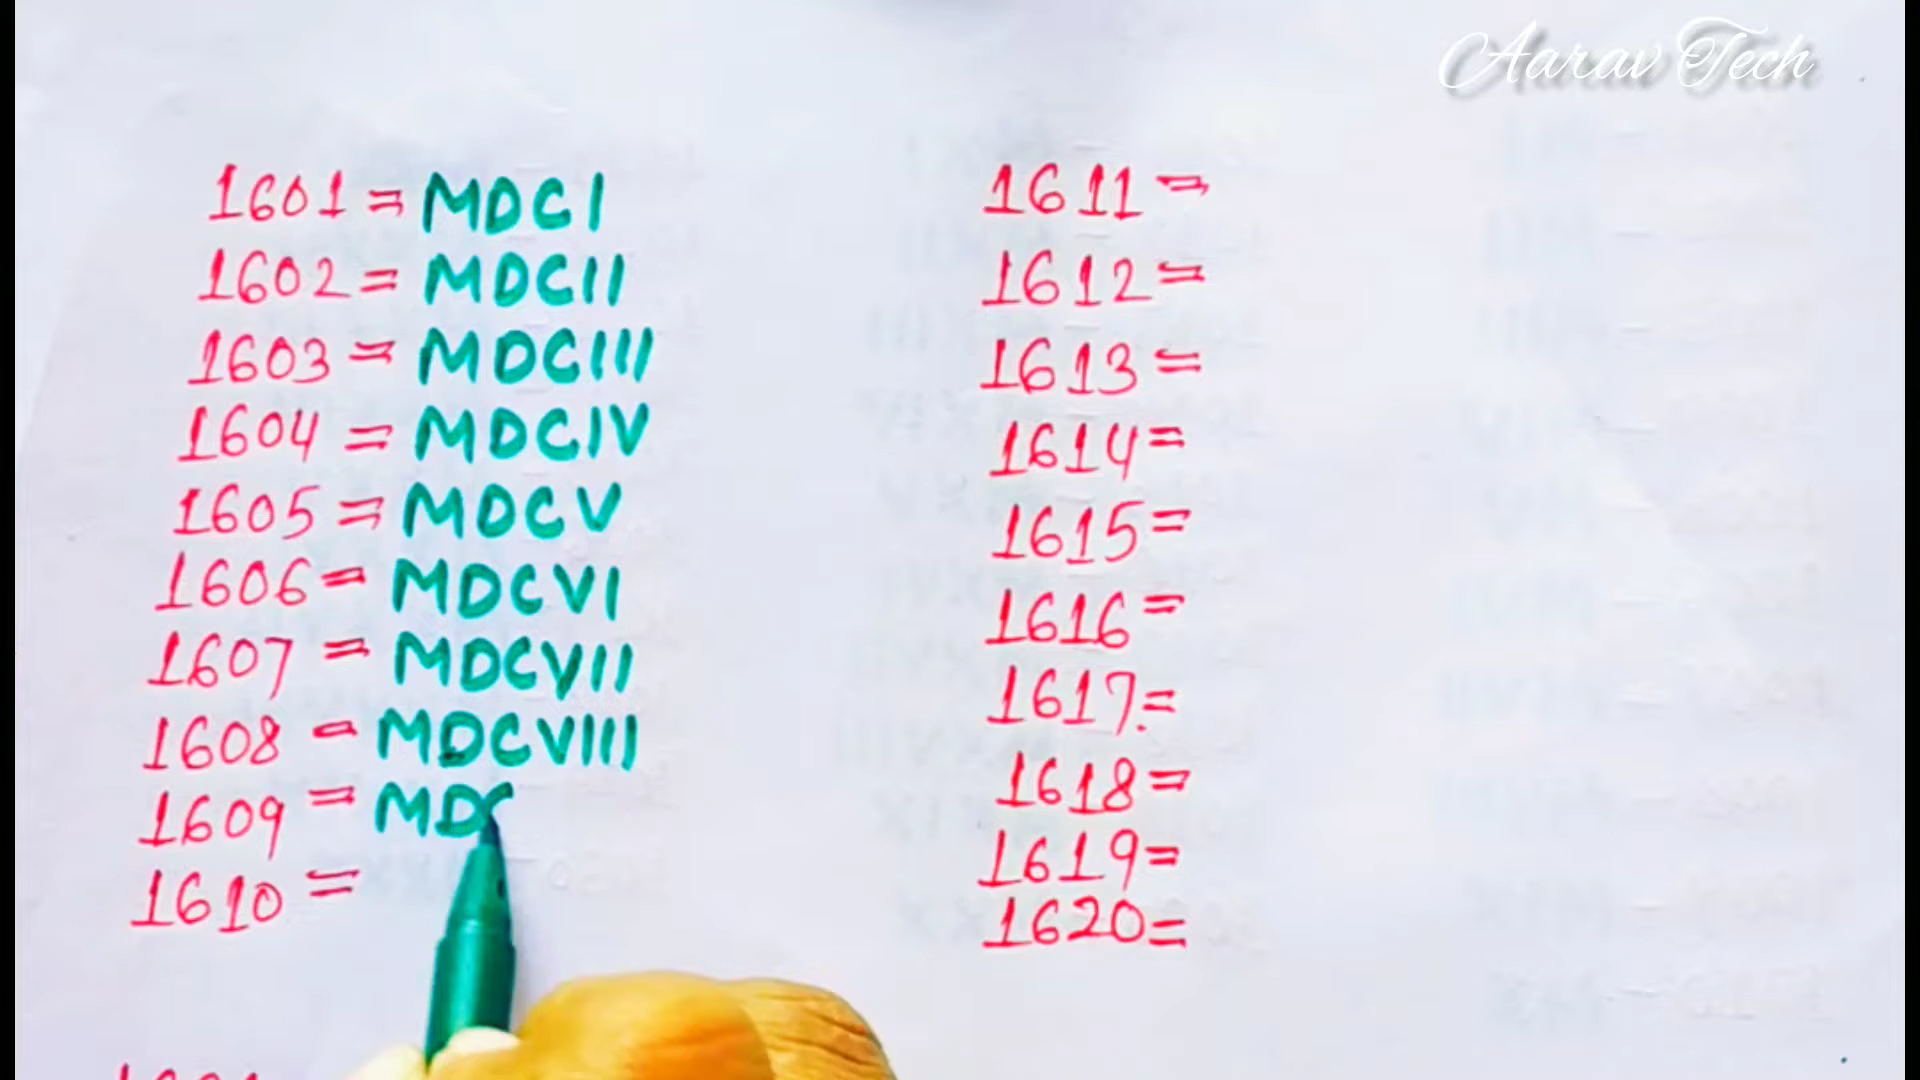 Aarav Tech
1601 = MDCI
1602 = MDCII
1603 = MDCIII
1604 = MDCIV
1605 = MDCV
1606 = MDCVI
1607 = MDCVII
1608 = MDCVIII
1609 = MDC
1610 =
1611 =
1612 =
1613 =
1614 =
1615 =
1616 =
1617 =
1618 =
1619 =
1620 =